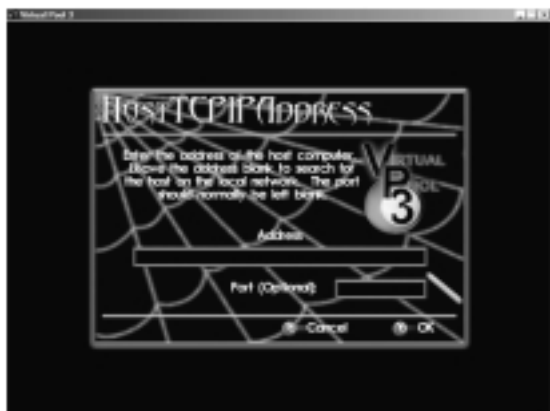 Virtual Pool 3
Host TCP IP Address
Enter the address of the host computer.
Leave the address blank to search for
the host on the local network. The port
should normally be left blank.
VIRTUAL
POOL
3
Address
Port (Optional)
Cancel
OK